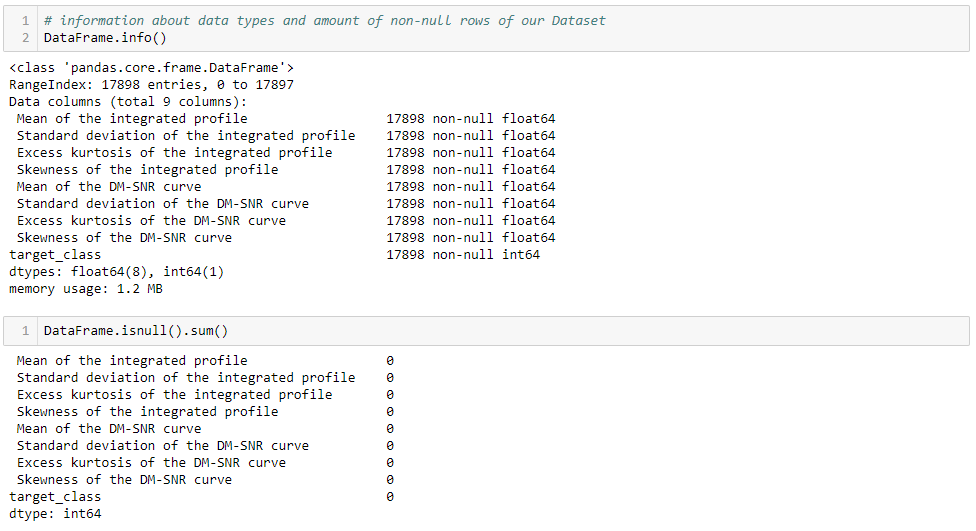 1 # information about data types and amount of non-null rows of our Dataset
2 DataFrame.info()
<class 'pandas.core.frame.DataFrame'>
RangeIndex: 17898 entries, 0 to 17897
Data columns (total 9 columns):
 Mean of the integrated profile                  17898 non-null float64
 Standard deviation of the integrated profile    17898 non-null float64
 Excess kurtosis of the integrated profile       17898 non-null float64
 Skewness of the integrated profile              17898 non-null float64
 Mean of the DM-SNR curve                        17898 non-null float64
 Standard deviation of the DM-SNR curve          17898 non-null float64
 Excess kurtosis of the DM-SNR curve             17898 non-null float64
 Skewness of the DM-SNR curve                    17898 non-null float64
target_class                                     17898 non-null int64
dtypes: float64(8), int64(1)
memory usage: 1.2 MB
1 DataFrame.isnull().sum()
 Mean of the integrated profile                  0
 Standard deviation of the integrated profile    0
 Excess kurtosis of the integrated profile       0
 Skewness of the integrated profile              0
 Mean of the DM-SNR curve                        0
 Standard deviation of the DM-SNR curve          0
 Excess kurtosis of the DM-SNR curve             0
 Skewness of the DM-SNR curve                    0
target_class                                     0
dtype: int64